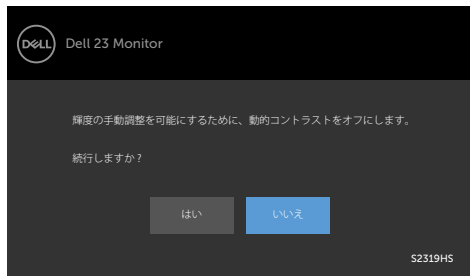 DELL
Dell 23 Monitor
輝度の手動調整を可能にするために、動的コントラストをオフにします。
続行しますか？
はい
いいえ
S2319HS